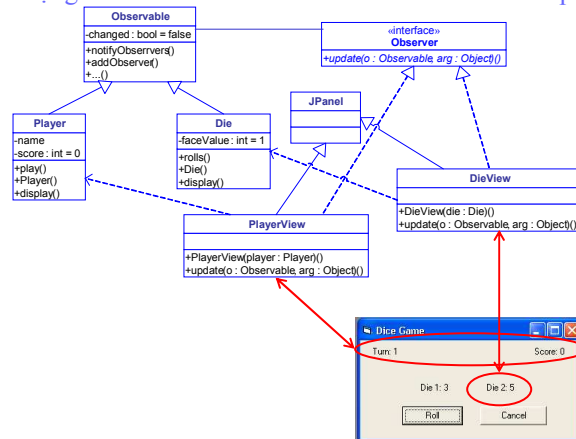 Observable
-changed : bool = false
+notifyObserrvers()
+addObserver()
+...()
«interface»
Observer
+update(o : Observable, arg : Object)()
JPanel
Player
-name
-score : int = 0
+play()
+Player()
+display()
Die
-faceValue : int = 1
+rolls()
+Die()
+display()
DieView
+DieView(die : Die)()
+update(o : Observable, arg : Object)()
PlayerView
+PlayerView(player : Player)()
+update(o : Observable, arg : Object)()
Dice Game
Turn: 1 Score: 0
Die 1: 3 Die 2: 5
Roll Cancel